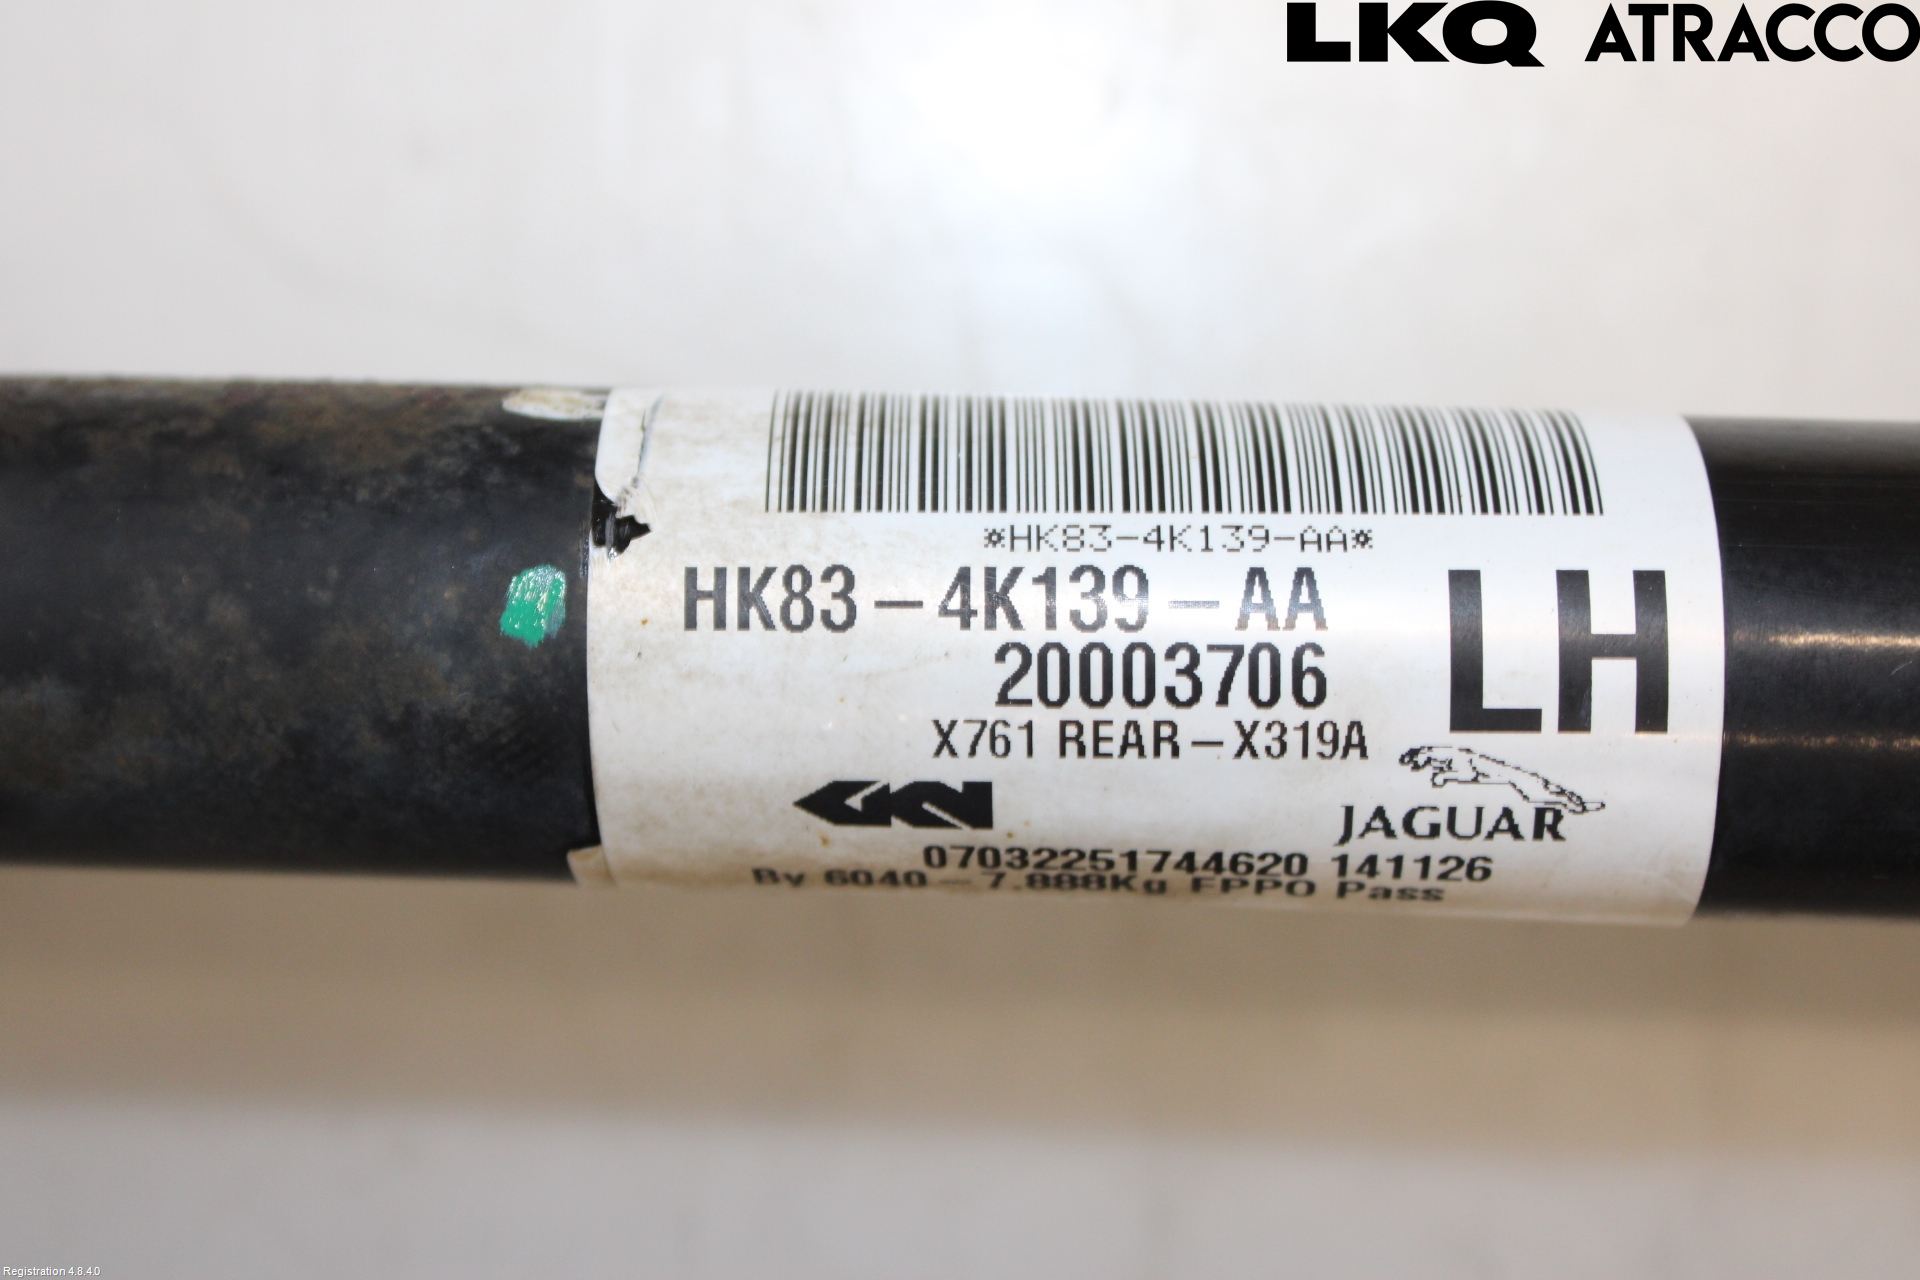 LKQ ATRACCO
*HK83-4K139-AA*
HK83-4K139-AA
LH
20003706
X761 REAR-X319A
GKN
JAGUAR
07032251744620 141126
By 6040-7.888Kg FPPO Pass
Registration 4.8.4.0